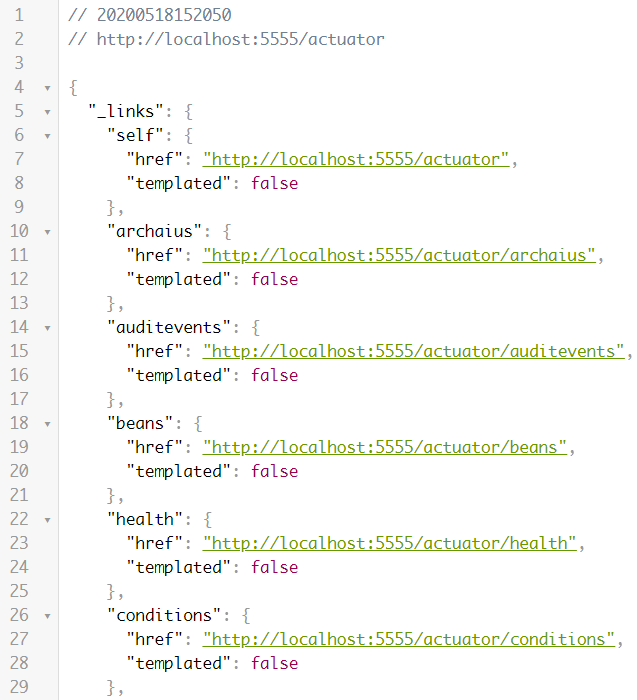 1 // 20200518152050
2 // http://localhost:5555/actuator
3
4 {
5 "_links": {
6 "self": {
7 "href": "http://localhost:5555/actuator",
8 "templated": false
9 },
10 "archaius": {
11 "href": "http://localhost:5555/actuator/archaius",
12 "templated": false
13 },
14 "auditevents": {
15 "href": "http://localhost:5555/actuator/auditevents",
16 "templated": false
17 },
18 "beans": {
19 "href": "http://localhost:5555/actuator/beans",
20 "templated": false
21 },
22 "health": {
23 "href": "http://localhost:5555/actuator/health",
24 "templated": false
25 },
26 "conditions": {
27 "href": "http://localhost:5555/actuator/conditions",
28 "templated": false
29 },